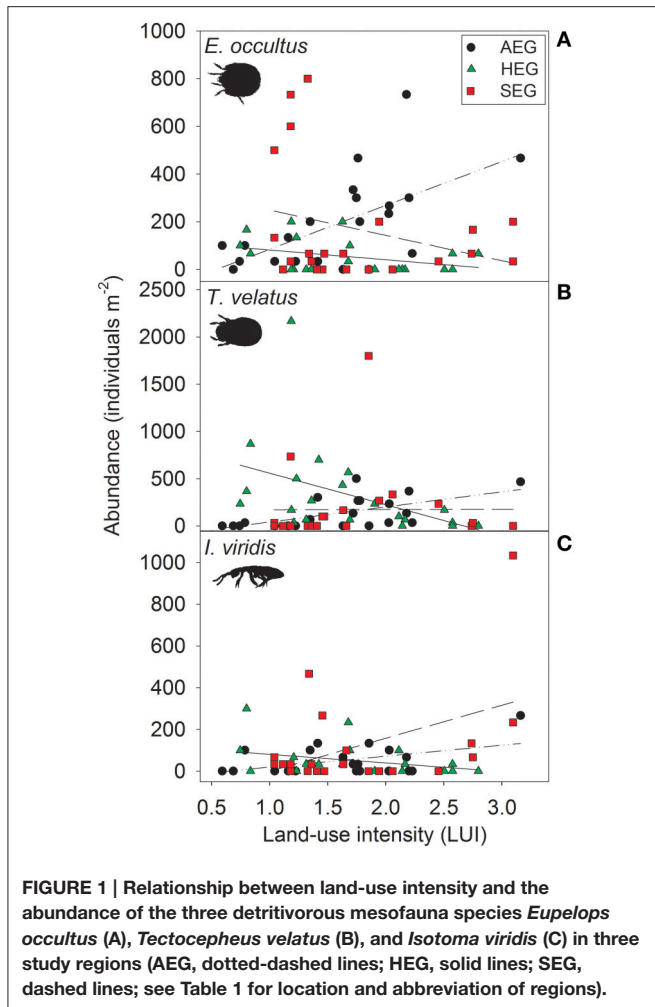 1000
E. occultus
A
AEG
HEG
SEG
800
600
400
200
0
2500
T. velatus
B
2000
1500
1000
500
0
Abundance (individuals m⁻²)
I. viridis
C
1000
800
600
400
200
0
0.5 1.0 1.5 2.0 2.5 3.0
Land-use intensity (LUI)
FIGURE 1 | Relationship between land-use intensity and the
abundance of the three detritivorous mesofauna species Eupelops
occultus (A), Tectocepheus velatus (B), and Isotoma viridis (C) in three
study regions (AEG, dotted-dashed lines; HEG, solid lines; SEG,
dashed lines; see Table 1 for location and abbreviation of regions).